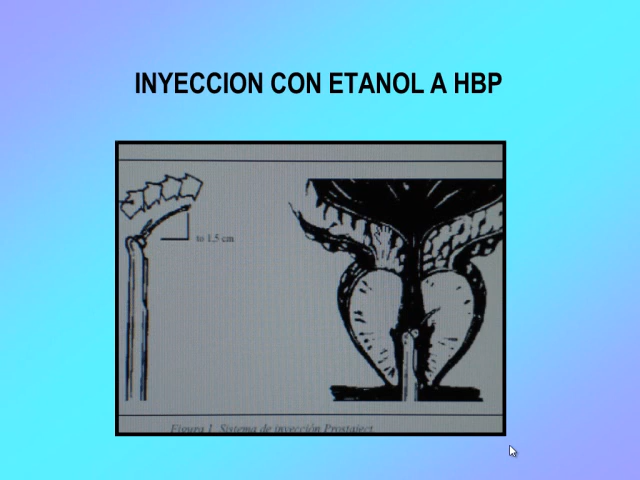 INYECCION CON ETANOL A HBP
to 1,5 cm
Figura 1. Sistema de inyección Prostaject